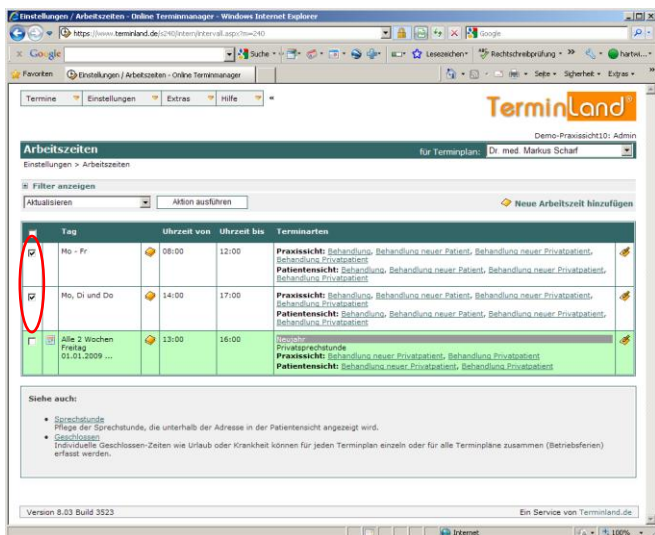 Einstellungen / Arbeitszeiten - Online Terminmanager - Windows Internet Explorer
https://www.terminland.de/s240/intern/intervall.aspx?m=240
Google
Google
Suche
Lesezeichen
Rechtschreibprüfung
hartwi...
Favoriten
Einstellungen / Arbeitszeiten - Online Terminmanager
Seite
Sicherheit
Extras
Termine
Einstellungen
Extras
Hilfe
«
TerminLand®
Demo-Praxissicht10: Admin
Arbeitszeiten
für Terminplan:
Dr. med. Markus Scharf
Einstellungen > Arbeitszeiten
Filter anzeigen
Aktualisieren
Aktion ausführen
Neue Arbeitszeit hinzufügen
Tag
Uhrzeit von
Uhrzeit bis
Terminarten
Mo - Fr
08:00
12:00
Praxissicht: Behandlung, Behandlung neuer Patient, Behandlung neuer Privatpatient,
Behandlung Privatpatient
Patientensicht: Behandlung, Behandlung neuer Patient, Behandlung neuer Privatpatient,
Behandlung Privatpatient
Mo, Di und Do
14:00
17:00
Praxissicht: Behandlung, Behandlung neuer Patient, Behandlung neuer Privatpatient,
Behandlung Privatpatient
Patientensicht: Behandlung, Behandlung neuer Patient, Behandlung neuer Privatpatient,
Behandlung Privatpatient
Alle 2 Wochen
Freitag
01.01.2009 ...
13:00
16:00
Neujahr
Privatsprechstunde
Praxissicht: Behandlung neuer Privatpatient, Behandlung Privatpatient
Patientensicht: Behandlung neuer Privatpatient, Behandlung Privatpatient
Siehe auch:
• Sprechstunde
Pflege der Sprechstunde, die unterhalb der Adresse in der Patientensicht angezeigt wird.
• Geschlossen
Individuelle Geschlossen-Zeiten wie Urlaub oder Krankheit können für jeden Terminplan einzeln oder für alle Terminpläne zusammen (Betriebsferien)
erfasst werden.
Version 8.03 Build 3523
Ein Service von Terminland.de
Internet
100%